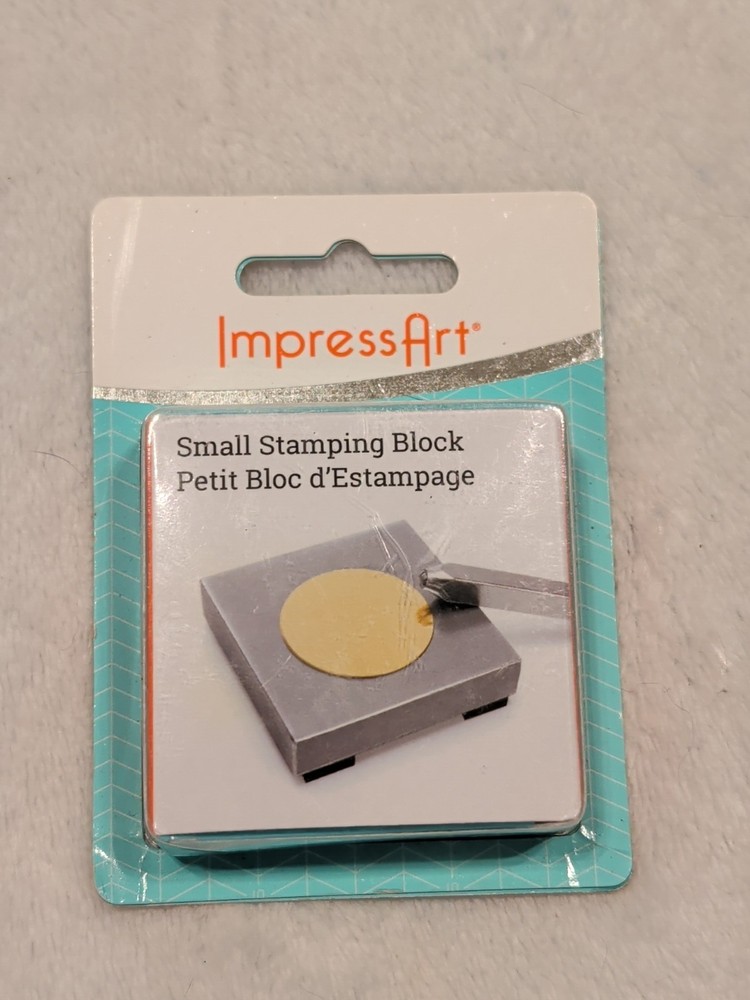 ImpressArt®
Small Stamping Block
Petit Bloc d'Estampage